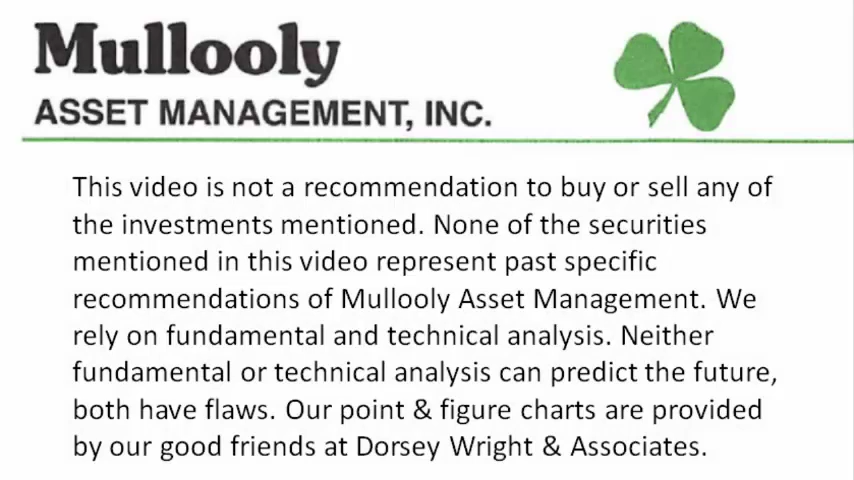 Mullooly
ASSET MANAGEMENT, INC.
This video is not a recommendation to buy or sell any of
the investments mentioned. None of the securities
mentioned in this video represent past specific
recommendations of Mullooly Asset Management. We
rely on fundamental and technical analysis. Neither
fundamental or technical analysis can predict the future,
both have flaws. Our point & figure charts are provided
by our good friends at Dorsey Wright & Associates.